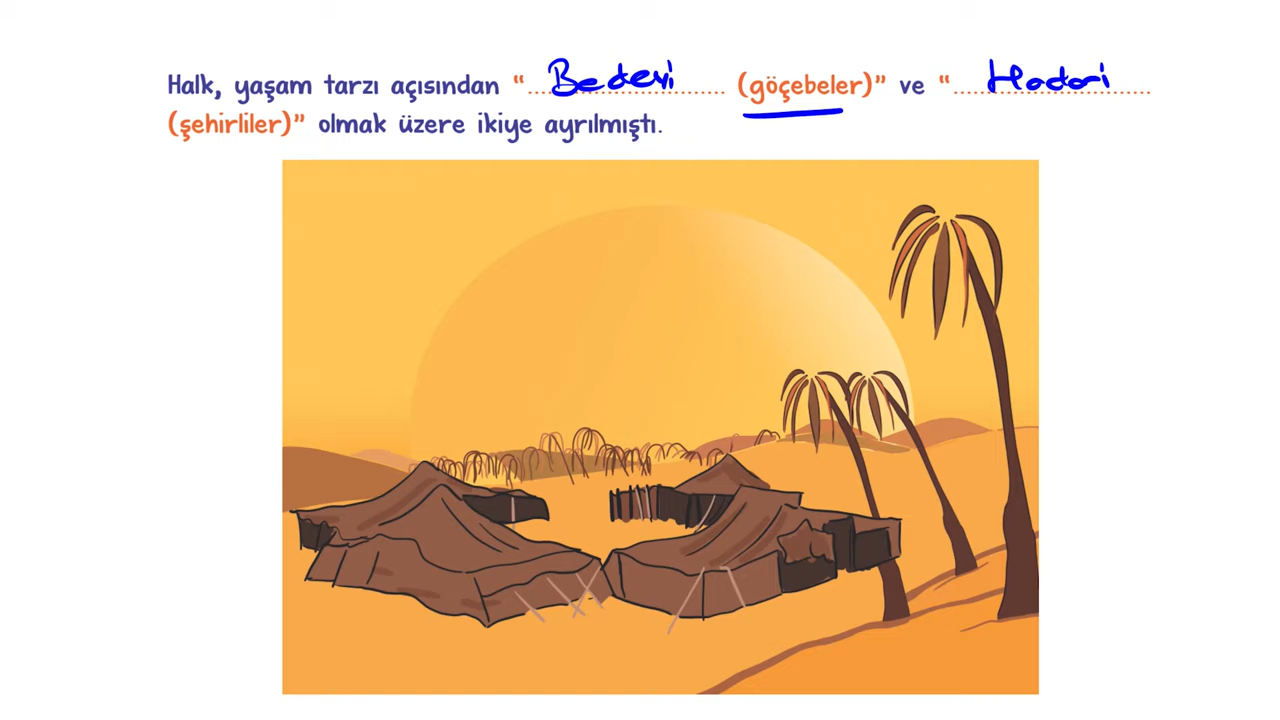 Halk, yaşam tarzı açısından “...Bedevi... (göçebeler)” ve “...Hadari...
(şehirliler)” olmak üzere ikiye ayrılmıştı.